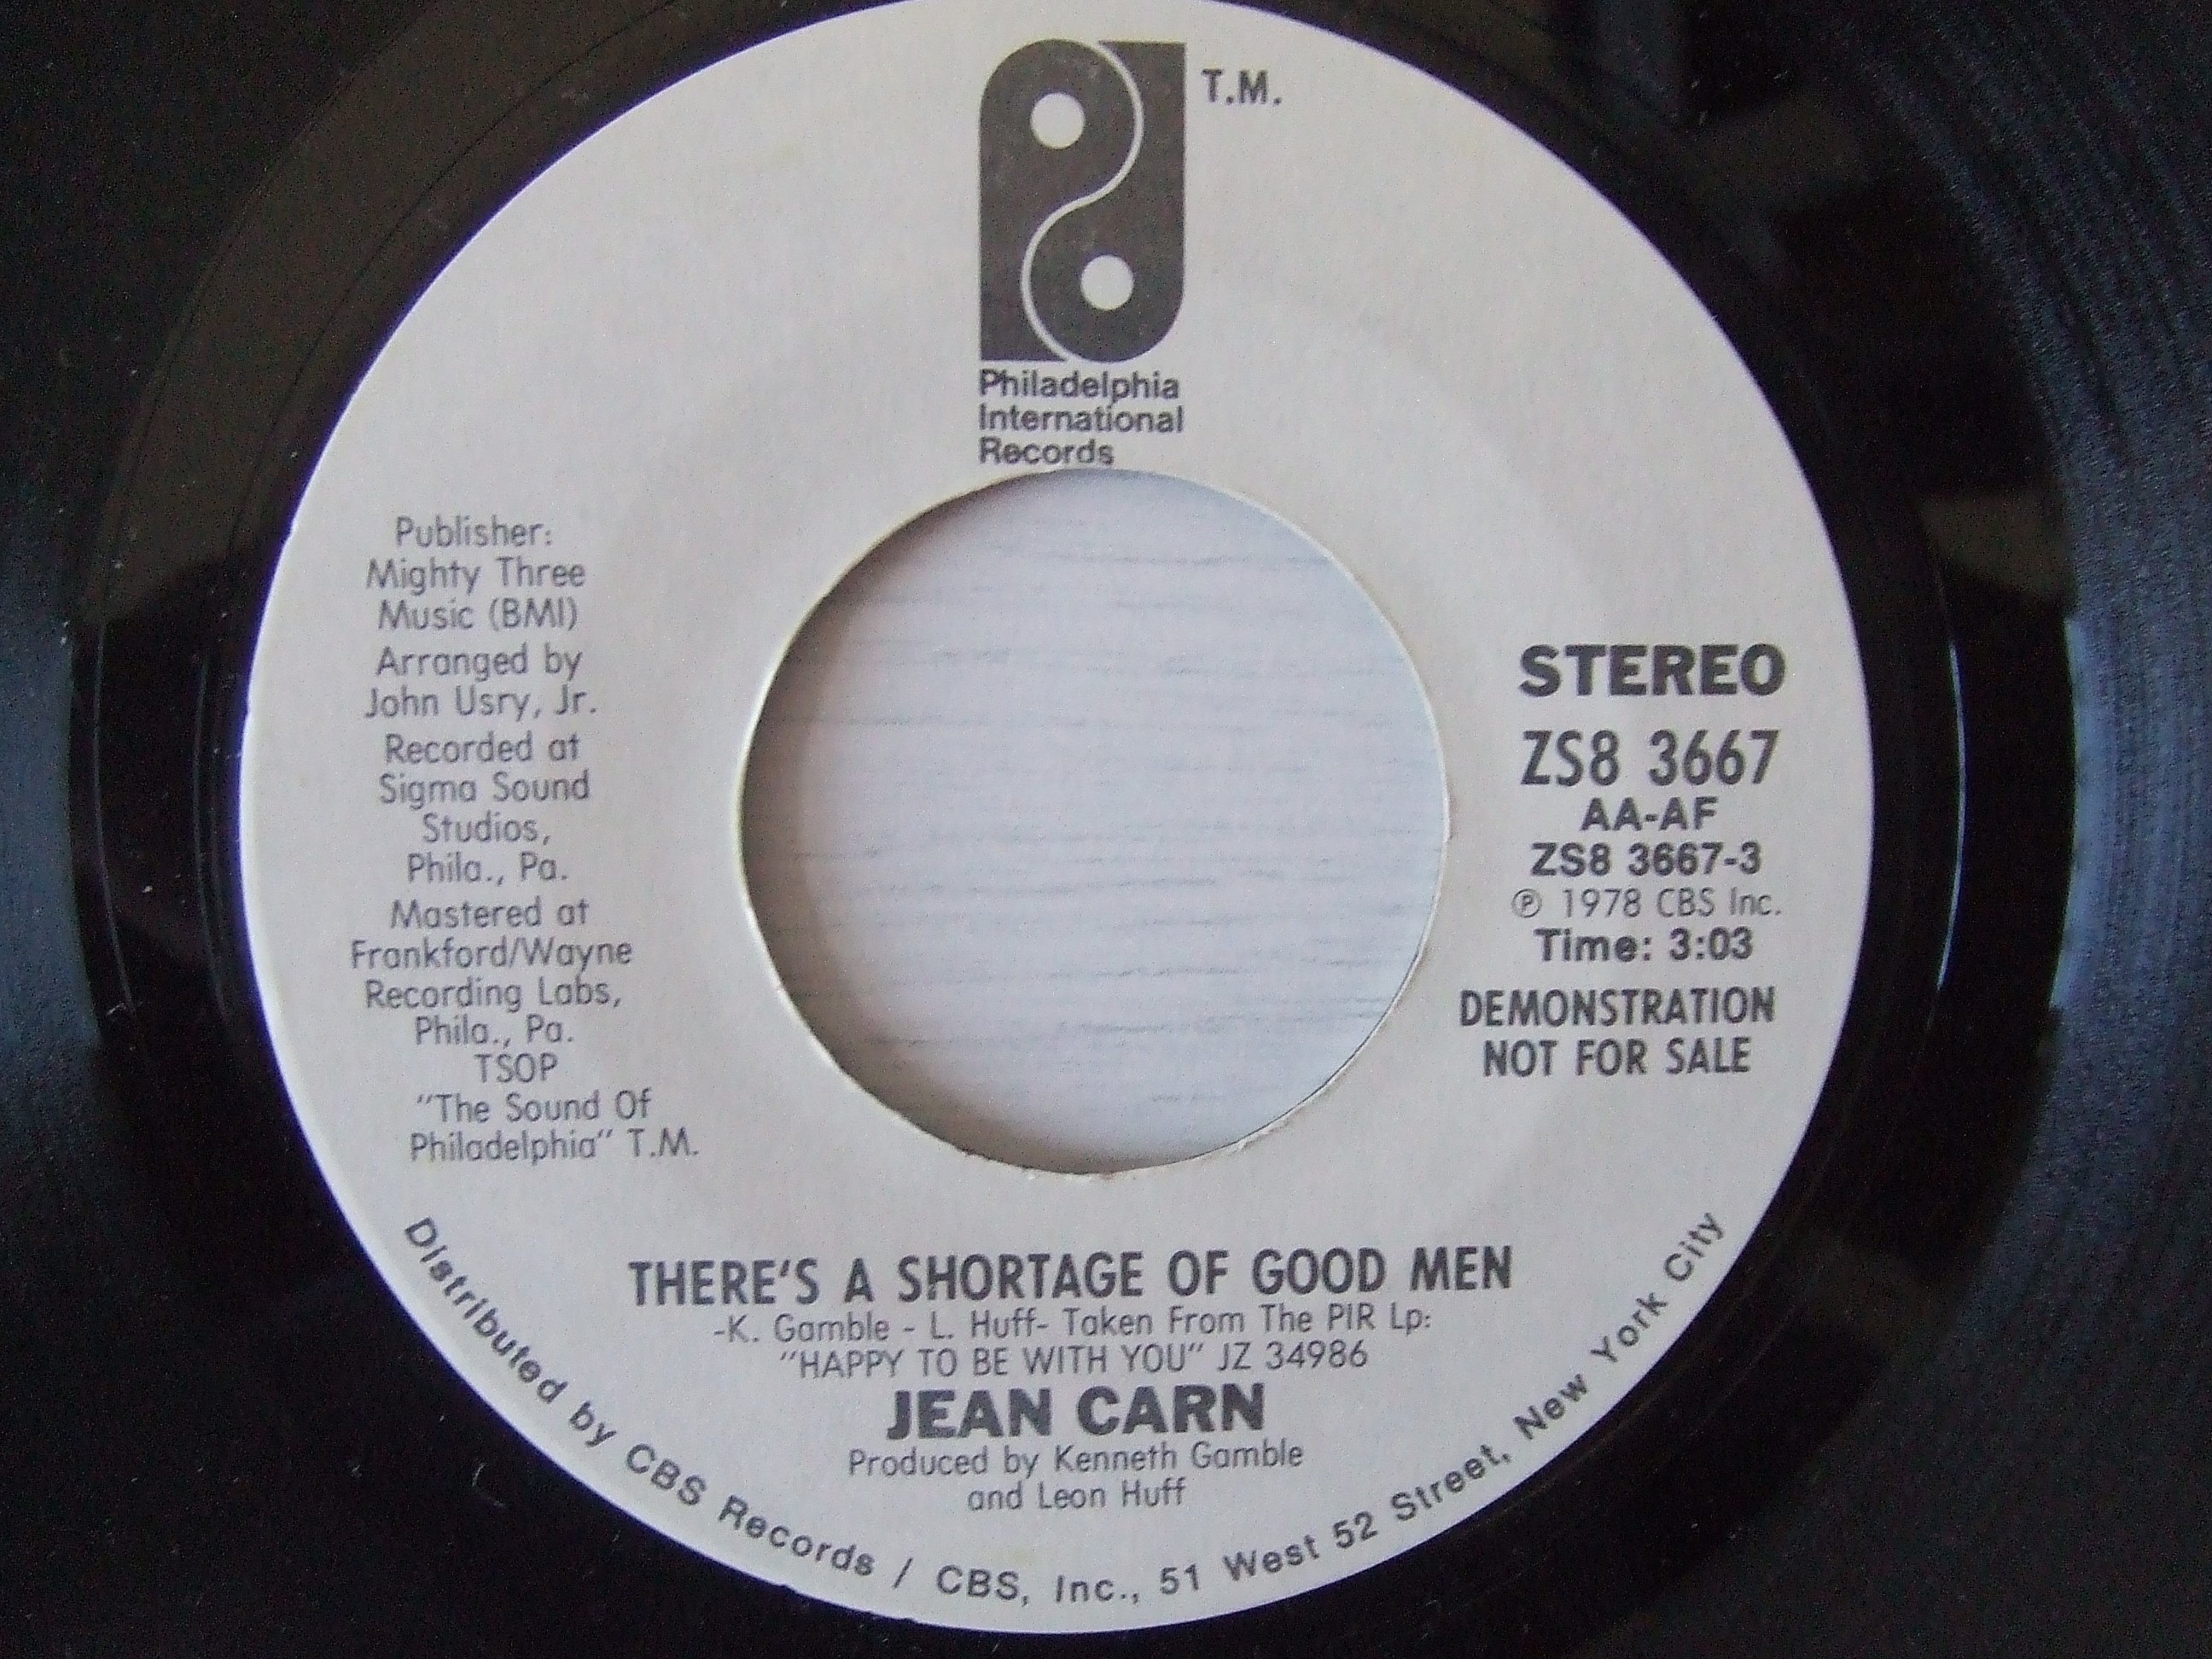 T.M.
Philadelphia
International
Records
Publisher:
Mighty Three
Music (BMI)
Arranged by
John Usry, Jr.
Recorded at
Sigma Sound
Studios,
Phila., Pa.
Mastered at
Frankford/Wayne
Recording Labs,
Phila., Pa.
TSOP
"The Sound Of
Philadelphia" T.M.
STEREO
ZS8 3667
AA-AF
ZS8 3667-3
℗ 1978 CBS Inc.
Time: 3:03
DEMONSTRATION
NOT FOR SALE
THERE'S A SHORTAGE OF GOOD MEN
-K. Gamble - L. Huff- Taken From The PIR Lp:
"HAPPY TO BE WITH YOU" JZ 34986
JEAN CARN
Produced by Kenneth Gamble
and Leon Huff
Distributed by CBS Records / CBS, Inc., 51 West 52 Street, New York City